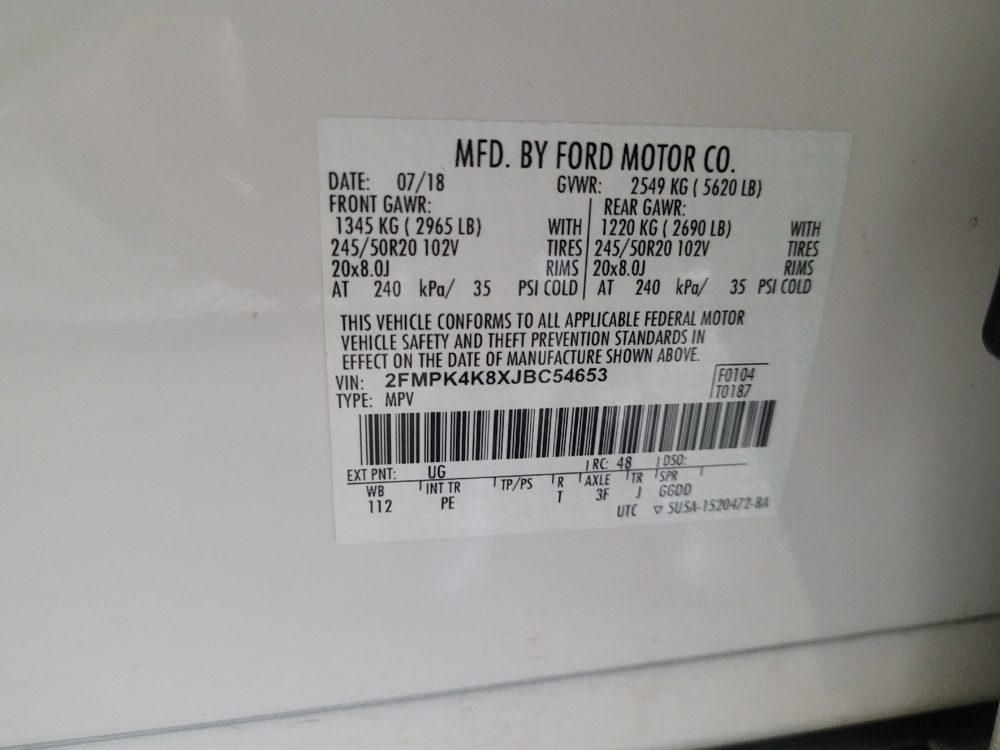 MFD. BY FORD MOTOR CO.
DATE: 07/18 GVWR: 2549 KG ( 5620 LB)
FRONT GAWR: REAR GAWR:
1345 KG ( 2965 LB) WITH 1220 KG ( 2690 LB) WITH
245/50R20 102V TIRES 245/50R20 102V TIRES
20x8.0J RIMS 20x8.0J RIMS
AT 240 kPa/ 35 PSI COLD AT 240 kPa/ 35 PSI COLD
THIS VEHICLE CONFORMS TO ALL APPLICABLE FEDERAL MOTOR
VEHICLE SAFETY AND THEFT PREVENTION STANDARDS IN
EFFECT ON THE DATE OF MANUFACTURE SHOWN ABOVE.
VIN: 2FMPK4K8XJBC54653 F0104
TYPE: MPV T0187
EXT PNT: UG RC: 48 DSO:
WB INT TR TP/PS R AXLE TR SPR
112 PE T 3F J GGDD
UTC ▽ SU5A-1520472-BA